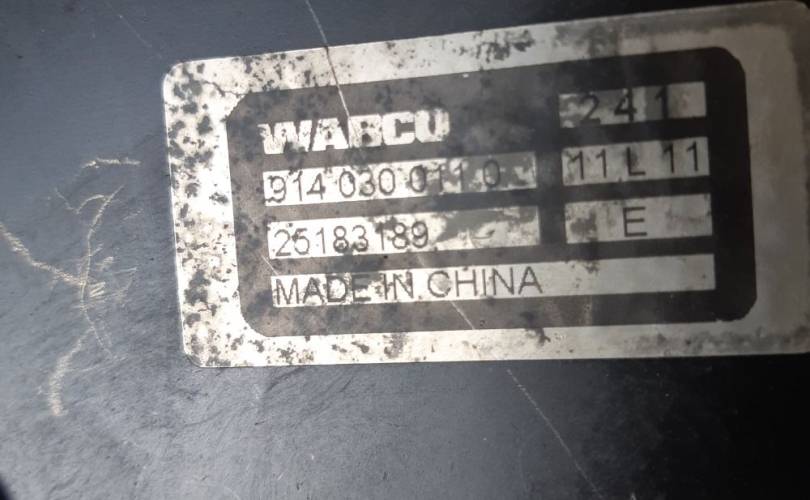 WABCO 241
914 030 011 0 11 L 11
25183189 E
MADE IN CHINA